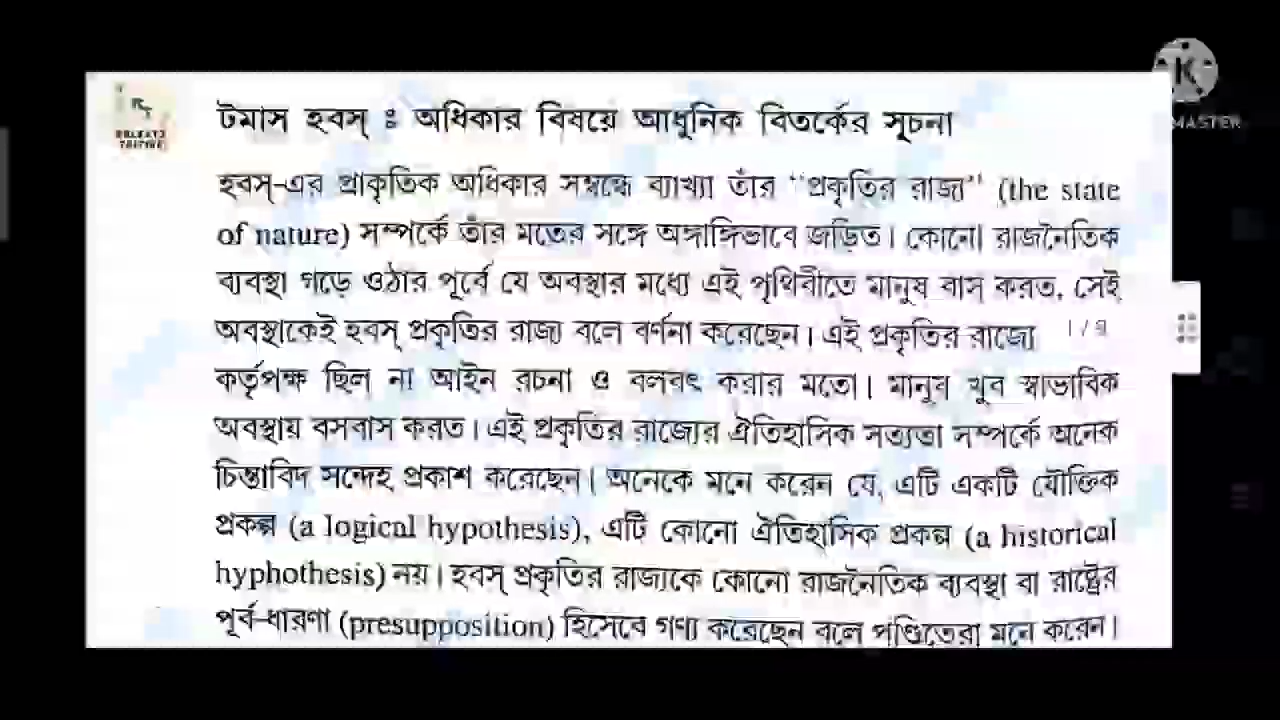 টমাস হবস্ ঃ অধিকার বিষয়ে আধুনিক বিতর্কের সূচনা
হবস্-এর প্রাকৃতিক অধিকার সম্বন্ধে ব্যাখ্যা তাঁর “প্রকৃতির রাজ্য” (the state
of nature) সম্পর্কে তাঁর মতের সঙ্গে অঙ্গাঙ্গিভাবে জড়িত। কোনো রাজনৈতিক
ব্যবস্থা গড়ে ওঠার পূর্বে যে অবস্থার মধ্যে এই পৃথিবীতে মানুষ বাস করত, সেই
অবস্থাকেই হবস্ প্রকৃতির রাজ্য বলে বর্ণনা করেছেন। এই প্রকৃতির রাজ্যে 1/9
কর্তৃপক্ষ ছিল না আইন রচনা ও বলবৎ করার মতো। মানুষ খুব স্বাভাবিক
অবস্থায় বসবাস করত। এই প্রকৃতির রাজ্যের ঐতিহাসিক সত্যতা সম্পর্কে অনেক
চিন্তাবিদ সন্দেহ প্রকাশ করেছেন। অনেকে মনে করেন যে, এটি একটি যৌক্তিক
প্রকল্প (a logical hypothesis), এটি কোনো ঐতিহাসিক প্রকল্প (a historical
hyphothesis) নয়। হবস্ প্রকৃতির রাজ্যকে কোনো রাজনৈতিক ব্যবস্থা বা রাষ্ট্রের
পূর্ব-ধারণা (presupposition) হিসেবে গণ্য করেছেন বলে পণ্ডিতেরা মনে করেন।
K
MASTER